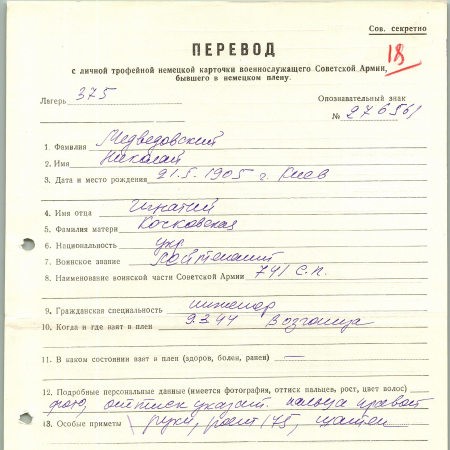 Сов. секретно
18
ПЕРЕВОД
с личной трофейной немецкой карточки военнослужащего Советской Армии,
бывшего в немецком плену.
Лагерь 375
Опознавательный знак
№ 276561
1. Фамилия Медведовский
2. Имя Николай
3. Дата и место рождения 21.5.1905 г. Киев
4. Имя отца Игнатий
5. Фамилия матери Кочковская
6. Национальность укр
7. Воинское звание лейтенант
8. Наименование воинской части Советской Армии 741 с.п.
9. Гражданская специальность инженер
10. Когда и где взят в плен 9.3.44
11. В каком состоянии взят в плен (здоров, болен, ранен) —
12. Подробные персональные данные (имеется фотография, оттиск пальцев, рост, цвет волос)
фото, оттиск указат. пальца правой
13. Особые приметы руки, рост 175,